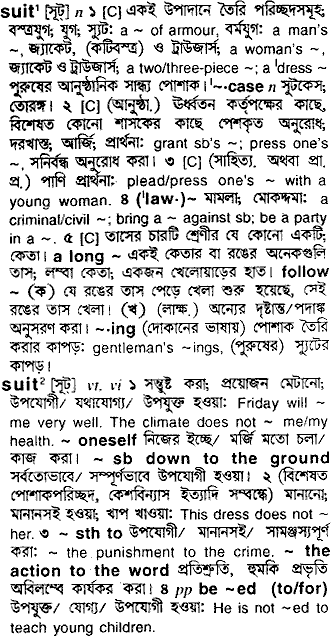 suit¹ [সূট্] n ১ [C] একই উপাদানে তৈরি পরিচ্ছদসমূহ;
বস্ত্রযুগ; যুগ; স্যুট: a ~ of armour, বর্মযুগ: a man's
~, জ্যাকেট, (কটিবস্ত্র) ও ট্রাউজার্স; a woman's ~,
জ্যাকেট ও ট্রাউজার্স; a two/three-piece ~; a 'dress ~
পুরুষের আনুষ্ঠানিক সান্ধ্য পোশাক। '~·case n সুটকেস;
তোরঙ্গ। ২ [C] (আনুষ্ঠা.) ঊর্ধ্বতন কর্তৃপক্ষের কাছে,
বিশেষত কোনো শাসকের কাছে পেশকৃত অনুরোধ;
দরখাস্ত; আর্জি; প্রার্থনা: grant sb's ~; press one's
~, সনির্বন্ধ অনুরোধ করা। ৩ [C] (সাহিত্য. অথবা প্রা.
প্র.) পাণি প্রার্থনা: plead/press one's ~ with a
young woman. ৪ ('law·)~ মামলা; মোকদ্দমা: a
criminal/civil ~; bring a ~ against sb; be a party
in a ~. ৫ [C] তাসের চারটি শ্রেণীর যে কোনো একটি;
কেতা। a long ~ একই কেতার বা রঙের অনেকগুলি
তাস; লম্বা কেতা; একজন খেলোয়াড়ের হাত। follow
~ (ক) যে রঙের তাস পেড়ে খেলা শুরু হয়েছে, সেই
রঙের তাস খেলা। (খ) (লাক্ষ.) অন্যের দৃষ্টান্ত/পদাঙ্ক
অনুসরণ করা। ~·ing (দোকানের ভাষায়) পোশাক তৈরি
করার কাপড়: gentleman's ~ings, (পুরুষের) স্যুটের
কাপড়।
suit² [সূট্] vt, vi ১ সন্তুষ্ট করা; প্রয়োজন মেটানো;
উপযোগী/ যথাযোগ্য/ উপযুক্ত হওয়া: Friday will ~
me very well. The climate does not ~ me/my
health. ~ oneself নিজের ইচ্ছে/ মর্জি মতো চলা/
কাজ করা। ~ sb down to the ground
সর্বতোভাবে/ সম্পূর্ণভাবে উপযোগী হওয়া। ২ (বিশেষত
পোশাকপরিচ্ছদ, কেশবিন্যাস ইত্যাদি সম্বন্ধে) মানানো;
মানানসই হওয়া, খাপ খাওয়া: This dress does not ~
her. ৩ ~ sth to উপযোগী/ মানানসই/ সামঞ্জস্যপূর্ণ
করা: ~ the punishment to the crime. ~ the
action to the word প্রতিশ্রুতি, হুমকি প্রভৃতি
অবিলম্বে কার্যকর করা। ৪ pp be ~ed (to/for)
উপযুক্ত/ যোগ্য/ উপযোগী হওয়া: He is not ~ed to
teach young children.